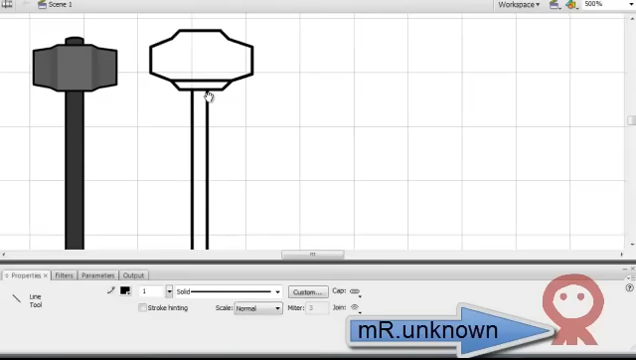 Scene 1
Workspace
500%
Properties
Filters
Parameters
Output
Line
Tool
1
Solid
Custom...
Cap:
Stroke hinting
Scale:
Normal
Miter: 3
Join:
mR.unknown